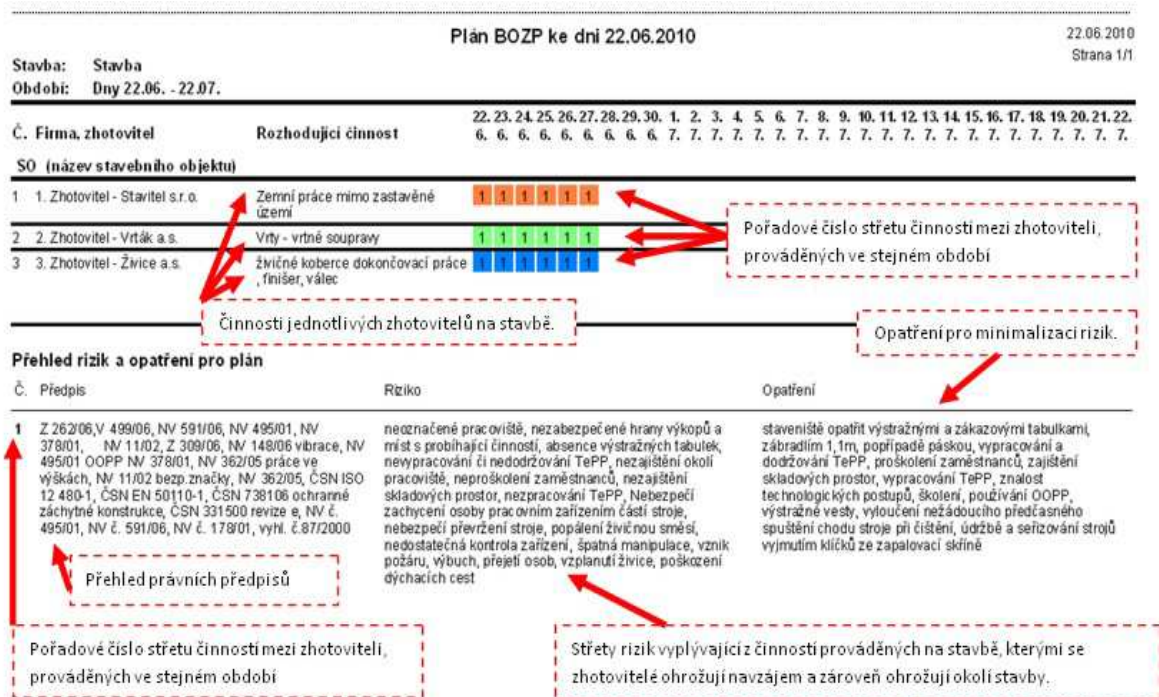 Plán BOZP ke dni 22.06.2010
22.06.2010
Strana 1/1
Stavba: Stavba
Období: Dny 22.06. - 22.07.
22. 23. 24. 25. 26. 27. 28. 29. 30. 1. 2. 3. 4. 5. 6. 7. 8. 9. 10. 11. 12. 13. 14. 15. 16. 17. 18. 19. 20. 21. 22.
Č. Firma, zhotovitel Rozhodující činnost 6. 6. 6. 6. 6. 6. 6. 6. 6. 7. 7. 7. 7. 7. 7. 7. 7. 7. 7. 7. 7. 7. 7. 7. 7. 7. 7. 7. 7. 7. 7.
SO (název stavebního objektu)
1 1. Zhotovitel - Stavitel s.r.o. Zemní práce mimo zastavěné 1 1 1 1 1 1
území
2 2. Zhotovitel - Vrták a.s. Vrty - vrtné soupravy 1 1 1 1 1 1
3 3. Zhotovitel - Živice a.s. živičné koberce dokončovací práce 1 1 1 1 1 1
, finišer, válec
Pořadové číslo střetu činností mezi zhotoviteli,
prováděných ve stejném období
Činnosti jednotlivých zhotovitelů na stavbě.
Opatření pro minimalizaci rizik.
Přehled rizik a opatření pro plán
Č. Předpis Riziko Opatření
1 Z 262/06,V 499/06, NV 591/06, NV 495/01, NV
378/01, NV 11/02, Z 309/06, NV 148/06 vibrace, NV
495/01 OOPP NV 378/01, NV 362/05 práce ve
výškách, NV 11/02 bezp.značky, NV 362/05, ČSN ISO
12 480-1, ČSN EN 50110-1, ČSN 738106 ochranné
záchytné konstrukce, ČSN 331500 revize e, NV č.
495/01, NV č. 591/06, NV č. 178/01, vyhl. č.87/2000
neoznačené pracoviště, nezabezpečené hrany výkopů a
míst s probíhající činností, absence výstražných tabulek,
nevypracování či nedodržování TePP, nezajištění okolí
pracoviště, neproškolení zaměstnanců, nezajištění
skladových prostor, nezpracování TePP, Nebezpečí
zachycení osoby pracovním zařízením částí stroje,
nebezpečí převržení stroje, popálení živičnou směsí,
nedostatečná kontrola zařízení, špatná manipulace, vznik
požáru, výbuch, přejetí osob, vzplanutí živice, poškození
dýchacích cest
staveniště opatřit výstražnými a zákazovými tabulkami,
zábradlím 1,1m, popřípadě páskou, vypracování a
dodržování TePP, proškolení zaměstnanců, zajištění
skladových prostor, vypracování TePP, znalost
technologických postupů, školení, používání OOPP,
výstražné vesty, vyloučení nežádoucího předčasného
spuštění chodu stroje při čištění, údržbě a seřizování strojů
vyjmutím klíčků ze zapalovací skříně
Přehled právních předpisů
Pořadové číslo střetu činností mezi zhotoviteli,
prováděných ve stejném období
Střety rizik vyplývající z činností prováděných na stavbě, kterými se
zhotovitelé ohrožují navzájem a zároveň ohrožují okolí stavby.